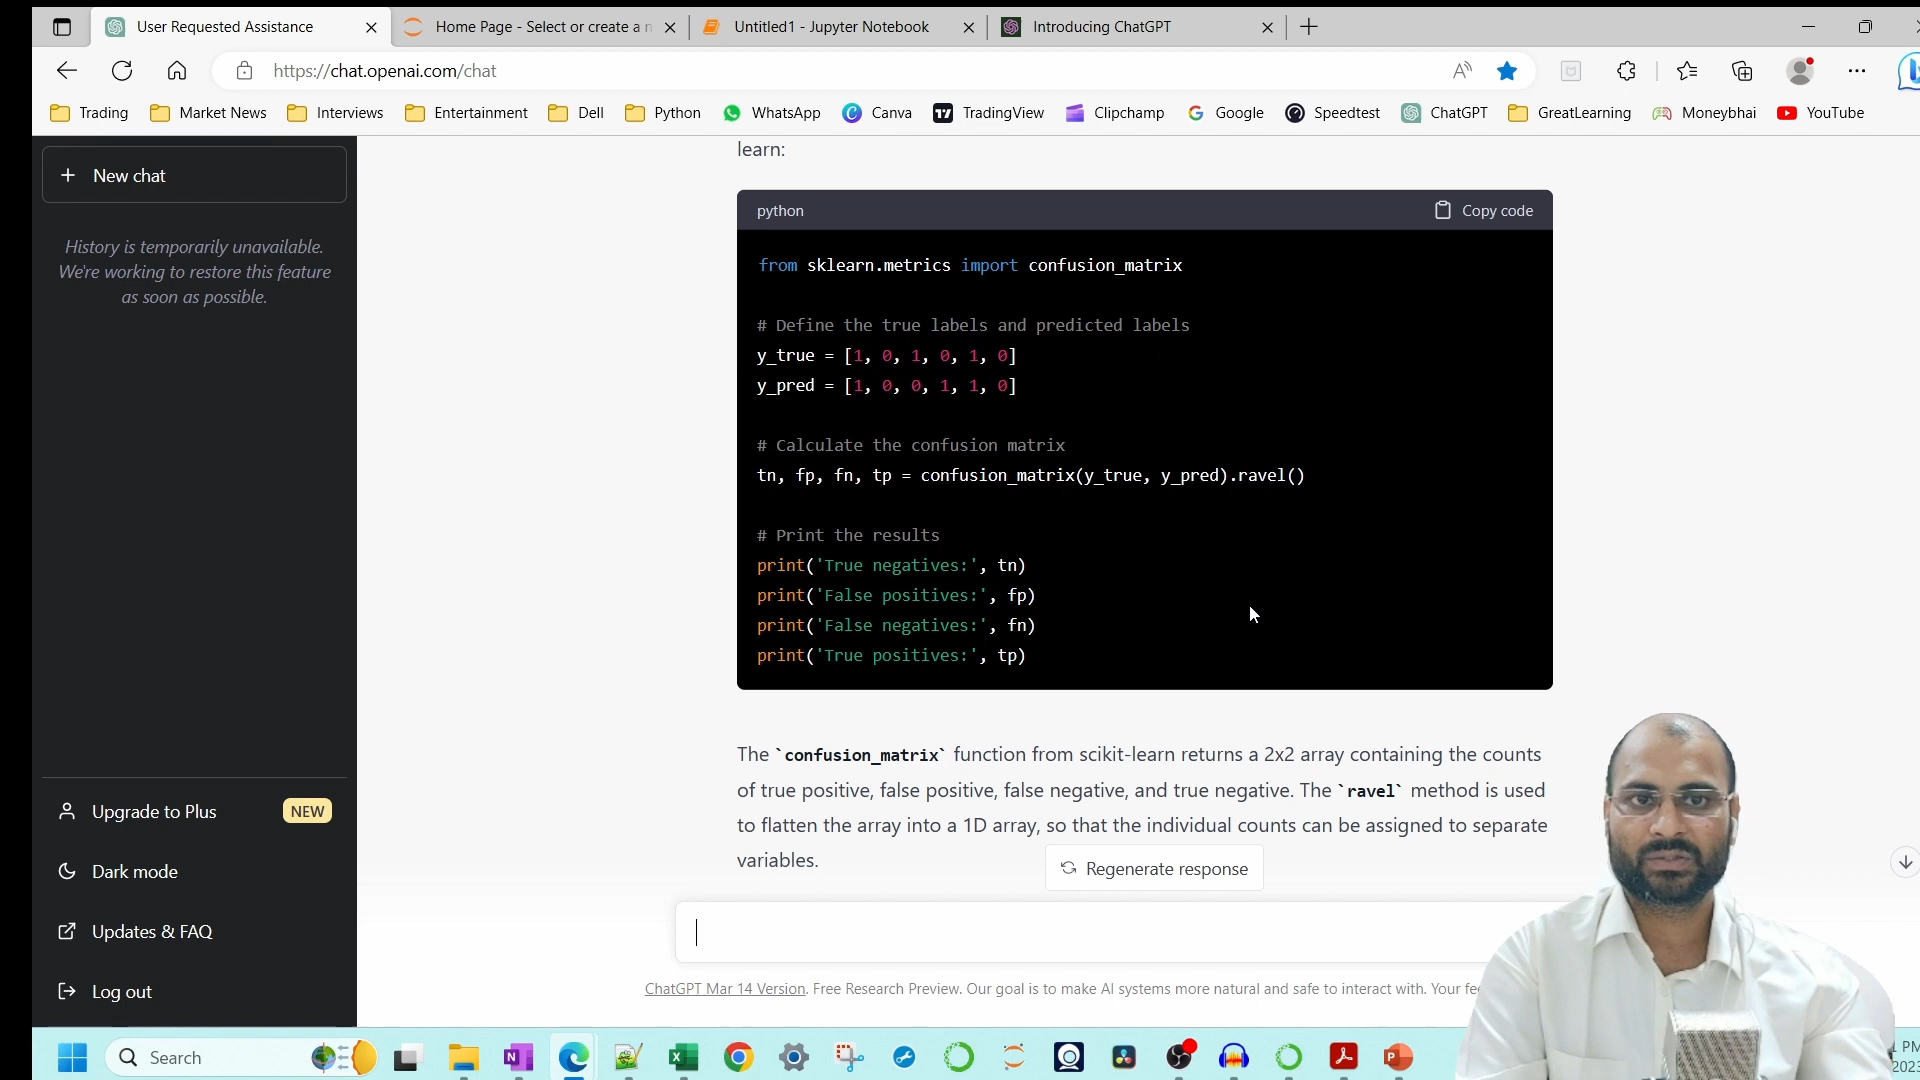 User Requested Assistance
Home Page - Select or create a n
Untitled1 - Jupyter Notebook
Introducing ChatGPT
https://chat.openai.com/chat
Trading
Market News
Interviews
Entertainment
Dell
Python
WhatsApp
Canva
TradingView
Clipchamp
Google
Speedtest
ChatGPT
GreatLearning
Moneybhai
YouTube
+ New chat
History is temporarily unavailable.
We're working to restore this feature
as soon as possible.
Upgrade to Plus NEW
Dark mode
Updates & FAQ
Log out
learn:
python
Copy code
from sklearn.metrics import confusion_matrix
# Define the true labels and predicted labels
y_true = [1, 0, 1, 0, 1, 0]
y_pred = [1, 0, 0, 1, 1, 0]
# Calculate the confusion matrix
tn, fp, fn, tp = confusion_matrix(y_true, y_pred).ravel()
# Print the results
print('True negatives:', tn)
print('False positives:', fp)
print('False negatives:', fn)
print('True positives:', tp)
The `confusion_matrix` function from scikit-learn returns a 2x2 array containing the counts
of true positive, false positive, false negative, and true negative. The `ravel` method is used
to flatten the array into a 1D array, so that the individual counts can be assigned to separate
variables.
Regenerate response
ChatGPT Mar 14 Version. Free Research Preview. Our goal is to make AI systems more natural and safe to interact with. Your fee
Search
PM
2023